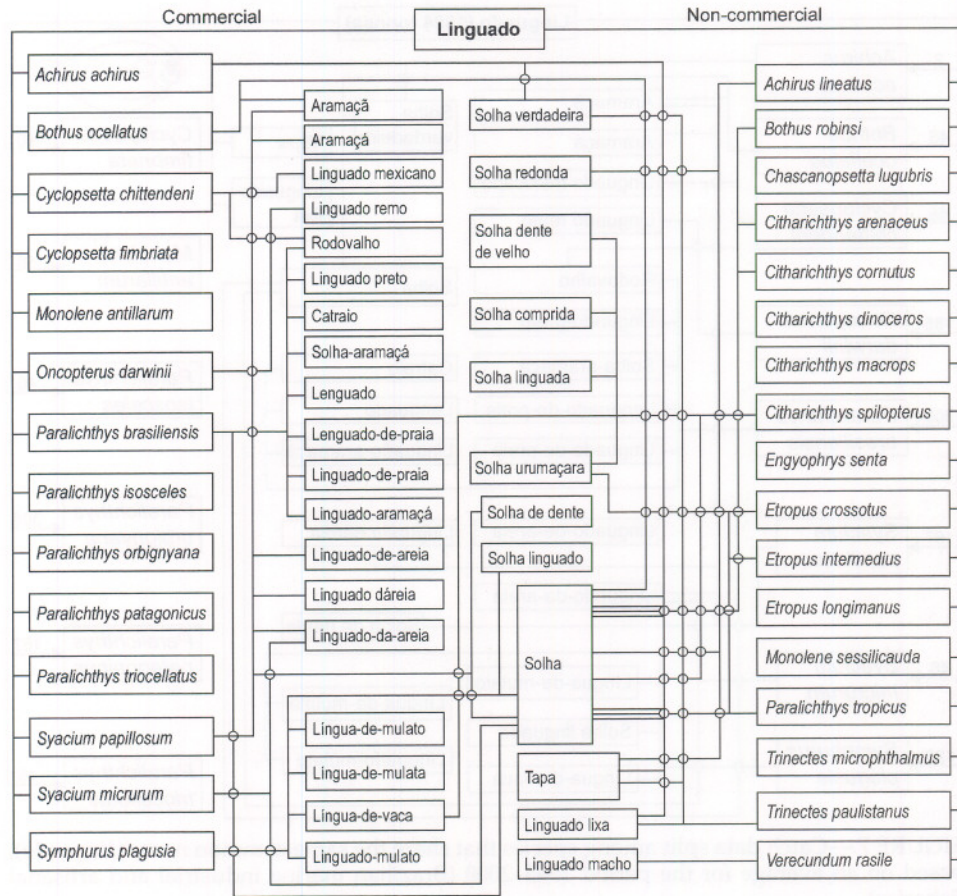 Commercial
Non-commercial
Linguado
Achirus achirus
Bothus ocellatus
Cyclopsetta chittendeni
Cyclopsetta fimbriata
Monolene antillarum
Oncopterus darwinii
Paralichthys brasiliensis
Paralichthys isosceles
Paralichthys orbignyana
Paralichthys patagonicus
Paralichthys triocellatus
Syacium papillosum
Syacium micrurum
Symphurus plagusia
Aramaçã
Aramaçá
Linguado mexicano
Linguado remo
Rodovalho
Linguado preto
Catraio
Solha-aramaçá
Lenguado
Lenguado-de-praia
Linguado-de-praia
Linguado-aramaçá
Linguado-de-areia
Linguado dáreia
Linguado-da-areia
Língua-de-mulato
Língua-de-mulata
Língua-de-vaca
Linguado-mulato
Solha verdadeira
Solha redonda
Solha dente
de velho
Solha comprida
Solha linguada
Solha urumaçara
Solha de dente
Solha linguado
Solha
Tapa
Linguado lixa
Linguado macho
Achirus lineatus
Bothus robinsi
Chascanopsetta lugubris
Citharichthys arenaceus
Citharichthys cornutus
Citharichthys dinoceros
Citharichthys macrops
Citharichthys spilopterus
Engyophrys senta
Etropus crossotus
Etropus intermedius
Etropus longimanus
Monolene sessilicauda
Paralichthys tropicus
Trinectes microphthalmus
Trinectes paulistanus
Verecundum rasile